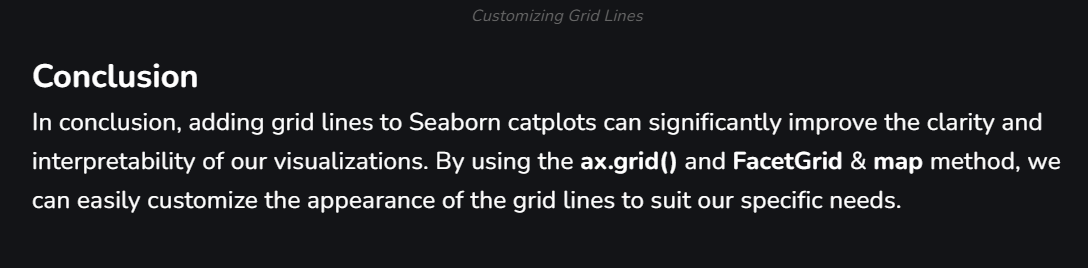 Customizing Grid Lines
Conclusion
In conclusion, adding grid lines to Seaborn catplots can significantly improve the clarity and
interpretability of our visualizations. By using the ax.grid() and FacetGrid & map method, we
can easily customize the appearance of the grid lines to suit our specific needs.